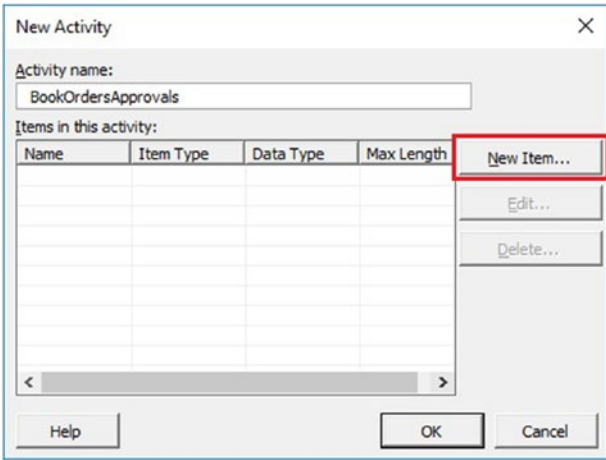 New Activity
Activity name:
BookOrdersApprovals
Items in this activity:
Name Item Type Data Type Max Length
New Item...
Edit...
Delete...
Help OK Cancel